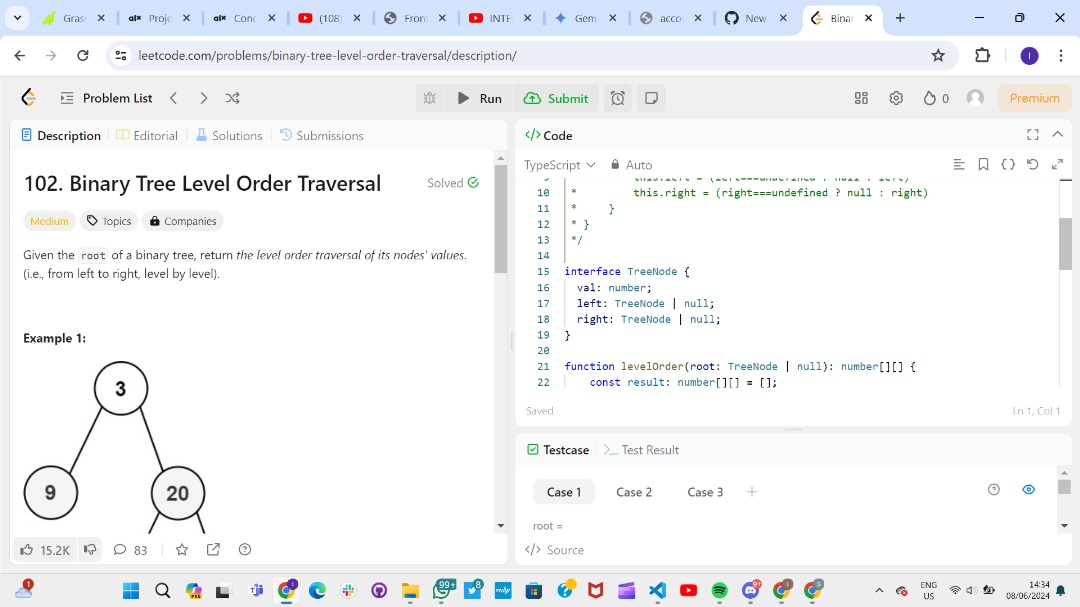 Gras
Proj
Conc
(108)
Fron
INTE
Gem
acco
New
Bina
leetcode.com/problems/binary-tree-level-order-traversal/description/
I
Problem List
Run
Submit
0
Premium
Description
Editorial
Solutions
Submissions
102. Binary Tree Level Order Traversal
Solved
Medium
Topics
Companies
Given the root of a binary tree, return the level order traversal of its nodes' values.
(i.e., from left to right, level by level).
Example 1:
3
9
20
15.2K
83
</> Code
TypeScript
Auto
9 * this.left = (left===undefined ? null : left)
10 * this.right = (right===undefined ? null : right)
11 * }
12 * }
13 */
14
15 interface TreeNode {
16 val: number;
17 left: TreeNode | null;
18 right: TreeNode | null;
19 }
20
21 function levelOrder(root: TreeNode | null): number[][] {
22 const result: number[][] = [];
Saved
Ln 1, Col 1
Testcase
Test Result
Case 1
Case 2
Case 3
root =
</> Source
1
99+
8
ENG
US
14:34
08/06/2024